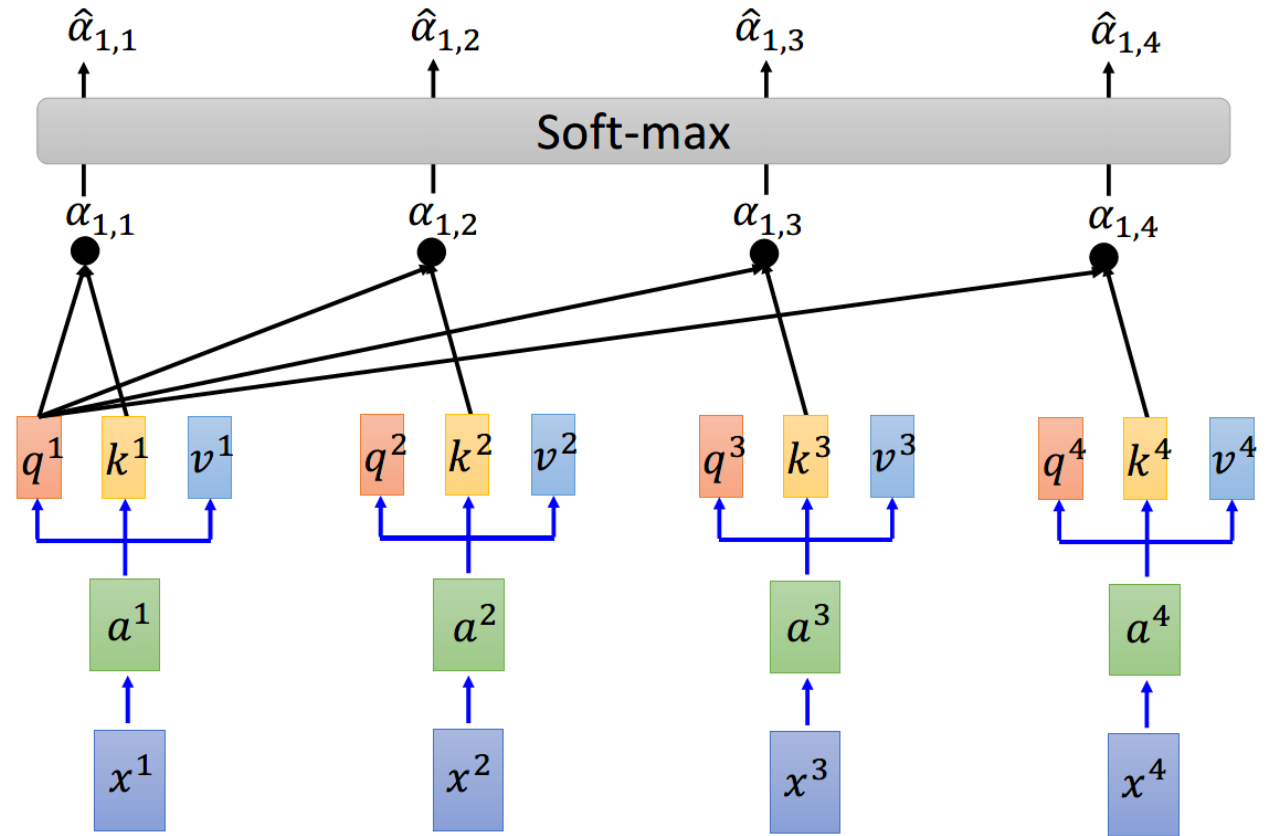 α̂₁,₁ α̂₁,₂ α̂₁,₃ α̂₁,₄
Soft-max
α₁,₁ α₁,₂ α₁,₃ α₁,₄
q¹ k¹ v¹ q² k² v² q³ k³ v³ q⁴ k⁴ v⁴
a¹ a² a³ a⁴
x¹ x² x³ x⁴